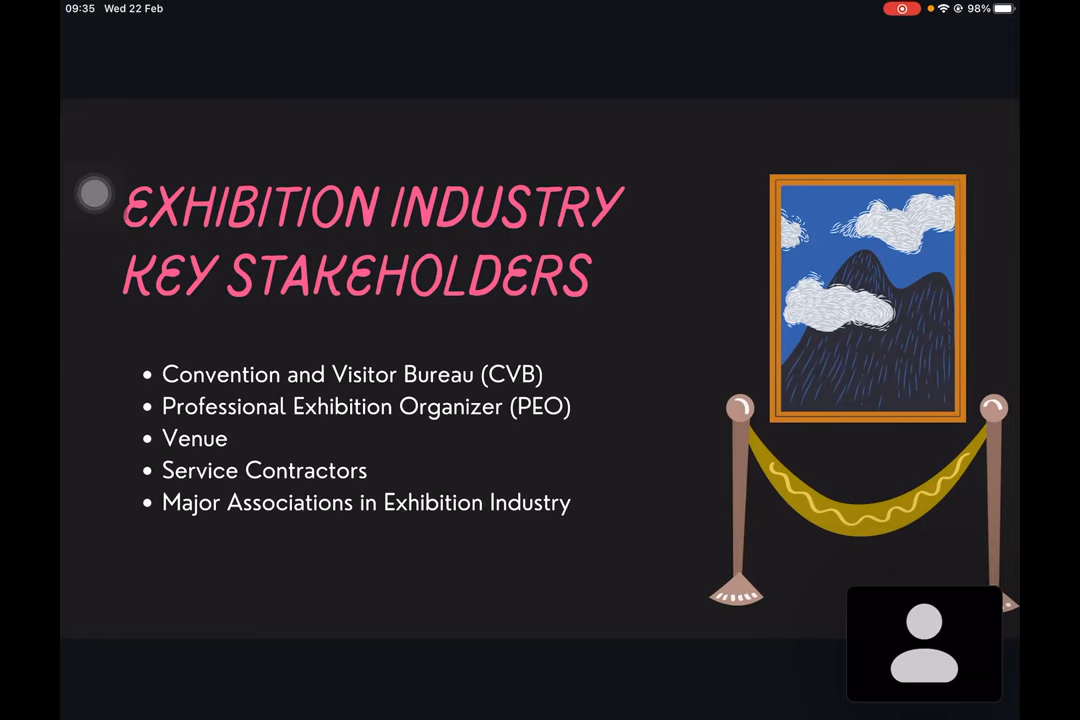 09:35 Wed 22 Feb 98%
EXHIBITION INDUSTRY
KEY STAKEHOLDERS
• Convention and Visitor Bureau (CVB)
• Professional Exhibition Organizer (PEO)
• Venue
• Service Contractors
• Major Associations in Exhibition Industry